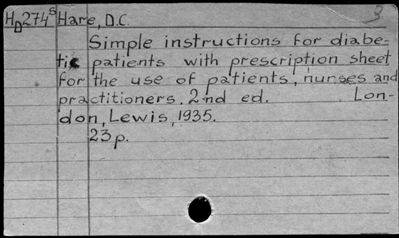 HD274S Hare, D.C. 3
Simple instructions for diabe-
tic patients with prescription sheet
for the use of patients, nurses and
practitioners. 2nd ed. Lon-
don, Lewis, 1935.
23p.